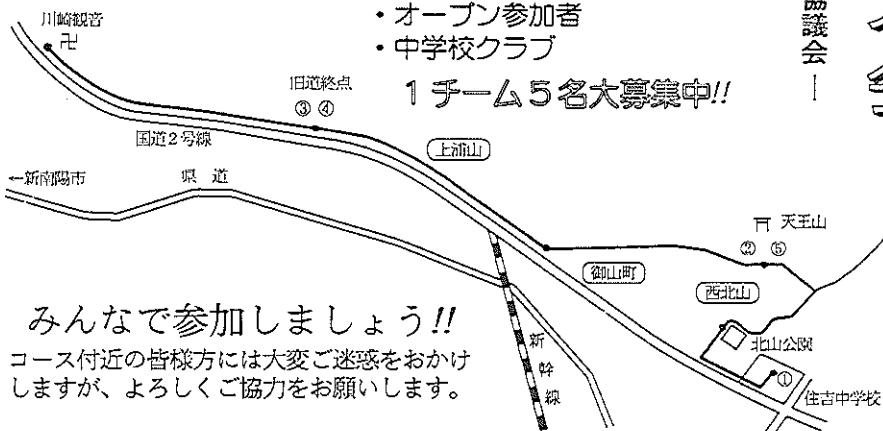 協議会―
・オープン参加者
・中学校クラブ
1チーム5名大募集中!!
川崎観音
卍
旧道終点
③ ④
国道2号線
上浦山
←新南陽市
県道
天王山
② ⑤
御山町
西北山
北山公園
①
住吉中学校
新幹線
みんなで参加しましょう!!
コース付近の皆様方には大変ご迷惑をおかけ
しますが、よろしくご協力をお願いします。